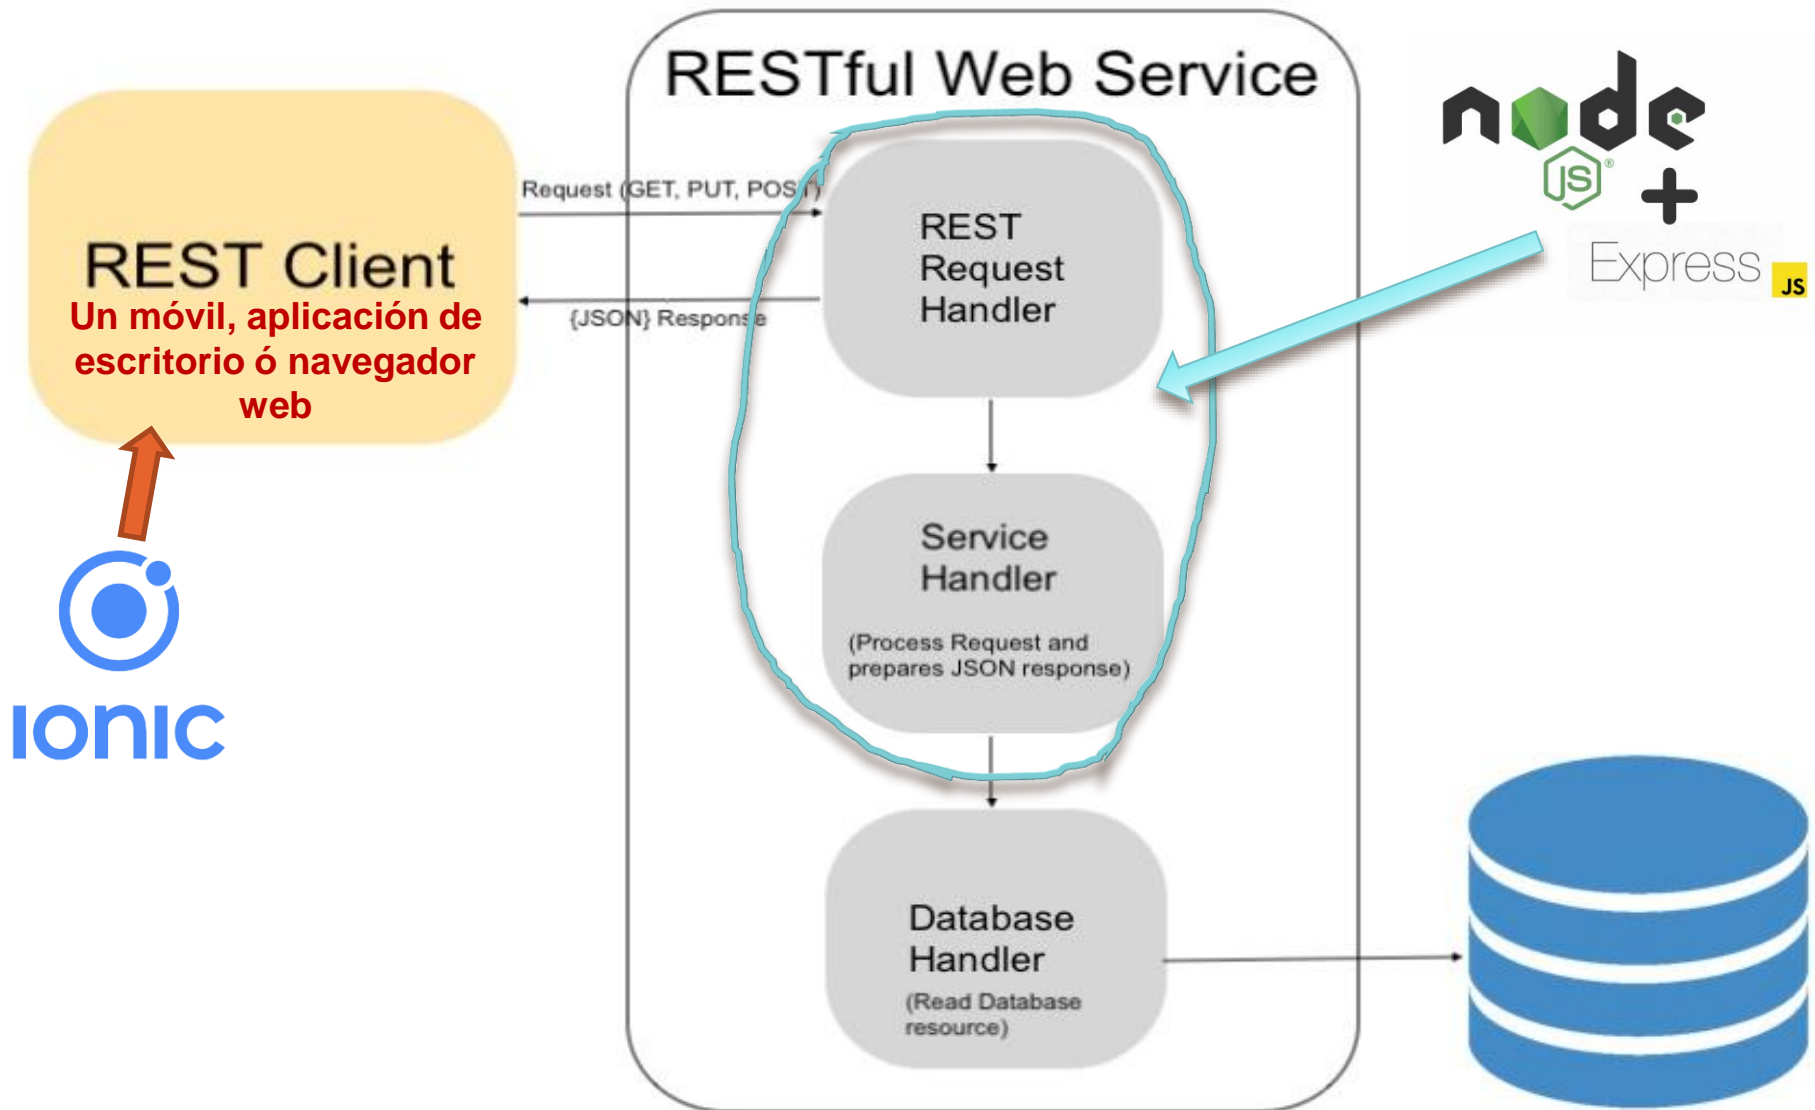 RESTful Web Service
node
JS
+
Express
JS
REST Client
Un móvil, aplicación de
escritorio ó navegador
web
Request (GET, PUT, POST)
{JSON} Response
REST
Request
Handler
Service
Handler
(Process Request and
prepares JSON response)
Database
Handler
(Read Database
resource)
IONIC